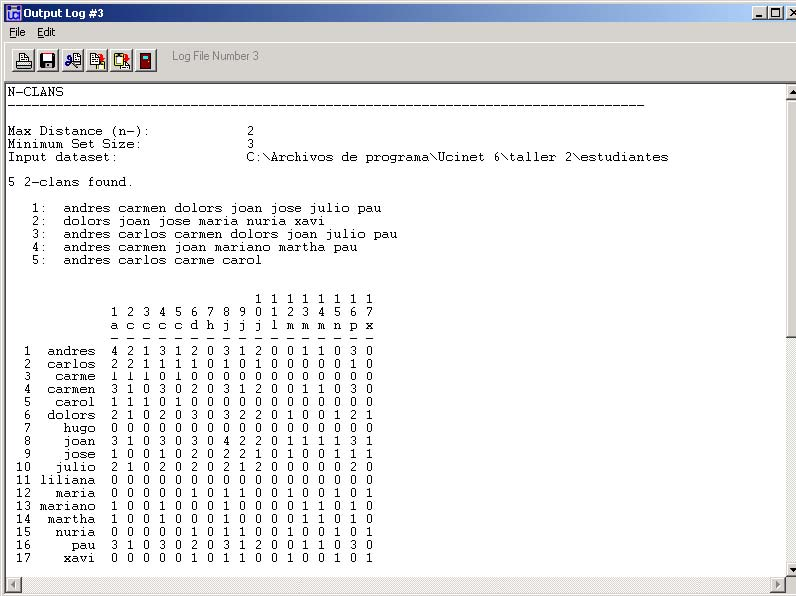 Output Log #3
File Edit
Log File Number 3
N-CLANS
--------------------------------------------------------------------------------
Max Distance (n-): 2
Minimum Set Size: 3
Input dataset: C:\Archivos de programa\Ucinet 6\taller 2\estudiantes
5 2-clans found.
1: andres carmen dolors joan jose julio pau
2: dolors joan jose maria nuria xavi
3: andres carlos carmen dolors joan julio pau
4: andres carmen joan mariano martha pau
5: andres carlos carme carol
1 1 1 1 1 1 1 1
1 2 3 4 5 6 7 8 9 0 1 2 3 4 5 6 7
a c c c c d h j j j l m m m n p x
- - - - - - - - - - - - - - - - -
1 andres 4 2 1 3 1 2 0 3 1 2 0 0 1 1 0 3 0
2 carlos 2 2 1 1 1 1 0 1 0 1 0 0 0 0 0 1 0
3 carme 1 1 1 0 1 0 0 0 0 0 0 0 0 0 0 0 0
4 carmen 3 1 0 3 0 2 0 3 1 2 0 0 1 1 0 3 0
5 carol 1 1 1 0 1 0 0 0 0 0 0 0 0 0 0 0 0
6 dolors 2 1 0 2 0 3 0 3 2 2 0 1 0 0 1 2 1
7 hugo 0 0 0 0 0 0 0 0 0 0 0 0 0 0 0 0 0
8 joan 3 1 0 3 0 3 0 4 2 2 0 1 1 1 1 3 1
9 jose 1 0 0 1 0 2 0 2 2 1 0 1 0 0 1 1 1
10 julio 2 1 0 2 0 2 0 2 1 2 0 0 0 0 0 2 0
11 liliana 0 0 0 0 0 0 0 0 0 0 0 0 0 0 0 0 0
12 maria 0 0 0 0 0 1 0 1 1 0 0 1 0 0 1 0 1
13 mariano 1 0 0 1 0 0 0 1 0 0 0 0 1 1 0 1 0
14 martha 1 0 0 1 0 0 0 1 0 0 0 0 1 1 0 1 0
15 nuria 0 0 0 0 0 1 0 1 1 0 0 1 0 0 1 0 1
16 pau 3 1 0 3 0 2 0 3 1 2 0 0 1 1 0 3 0
17 xavi 0 0 0 0 0 1 0 1 1 0 0 1 0 0 1 0 1